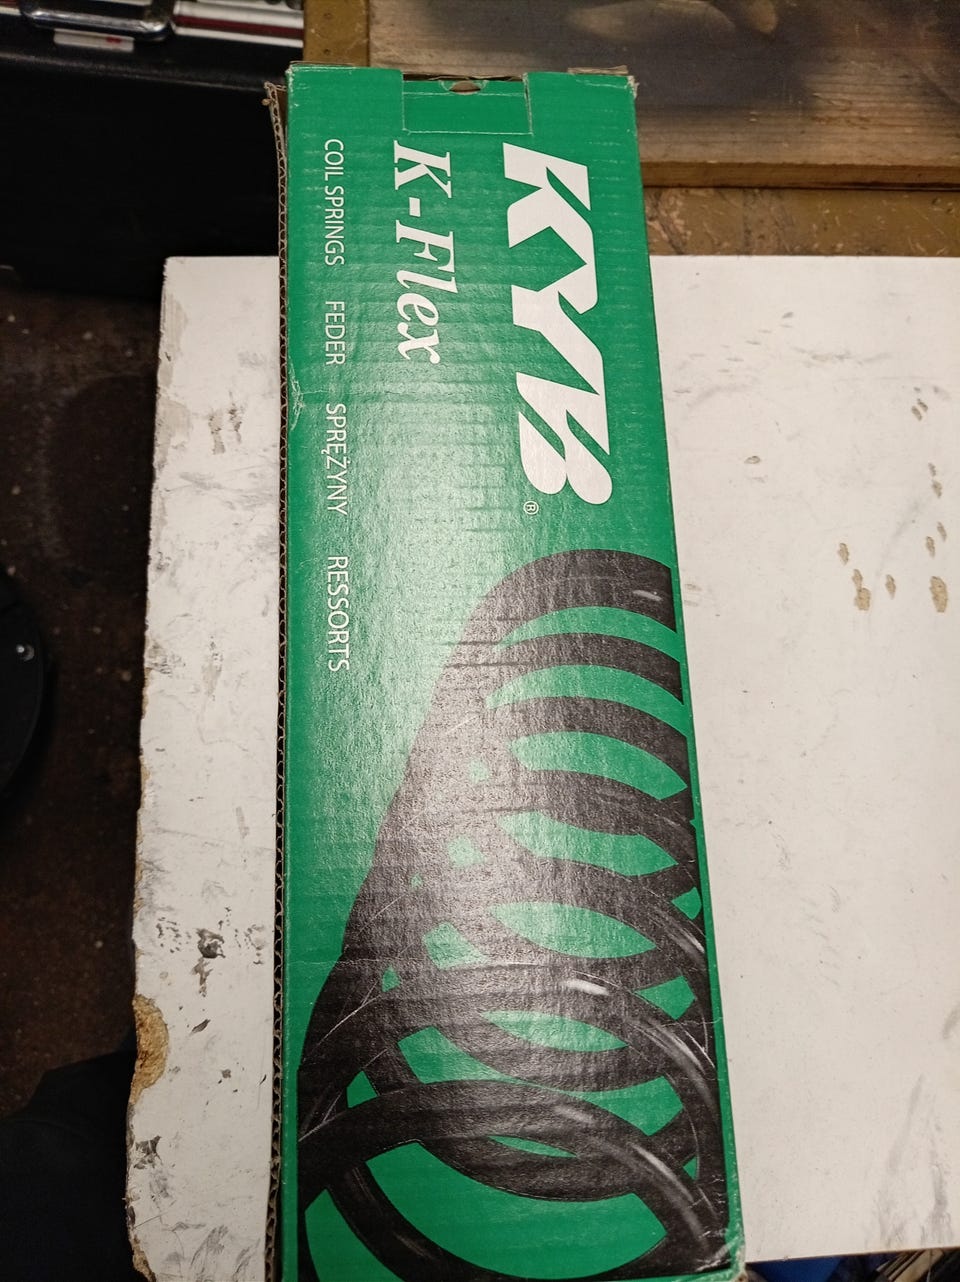 KYB®
K-Flex
COIL SPRINGS FEDER SPRĘŻYNY RESSORTS